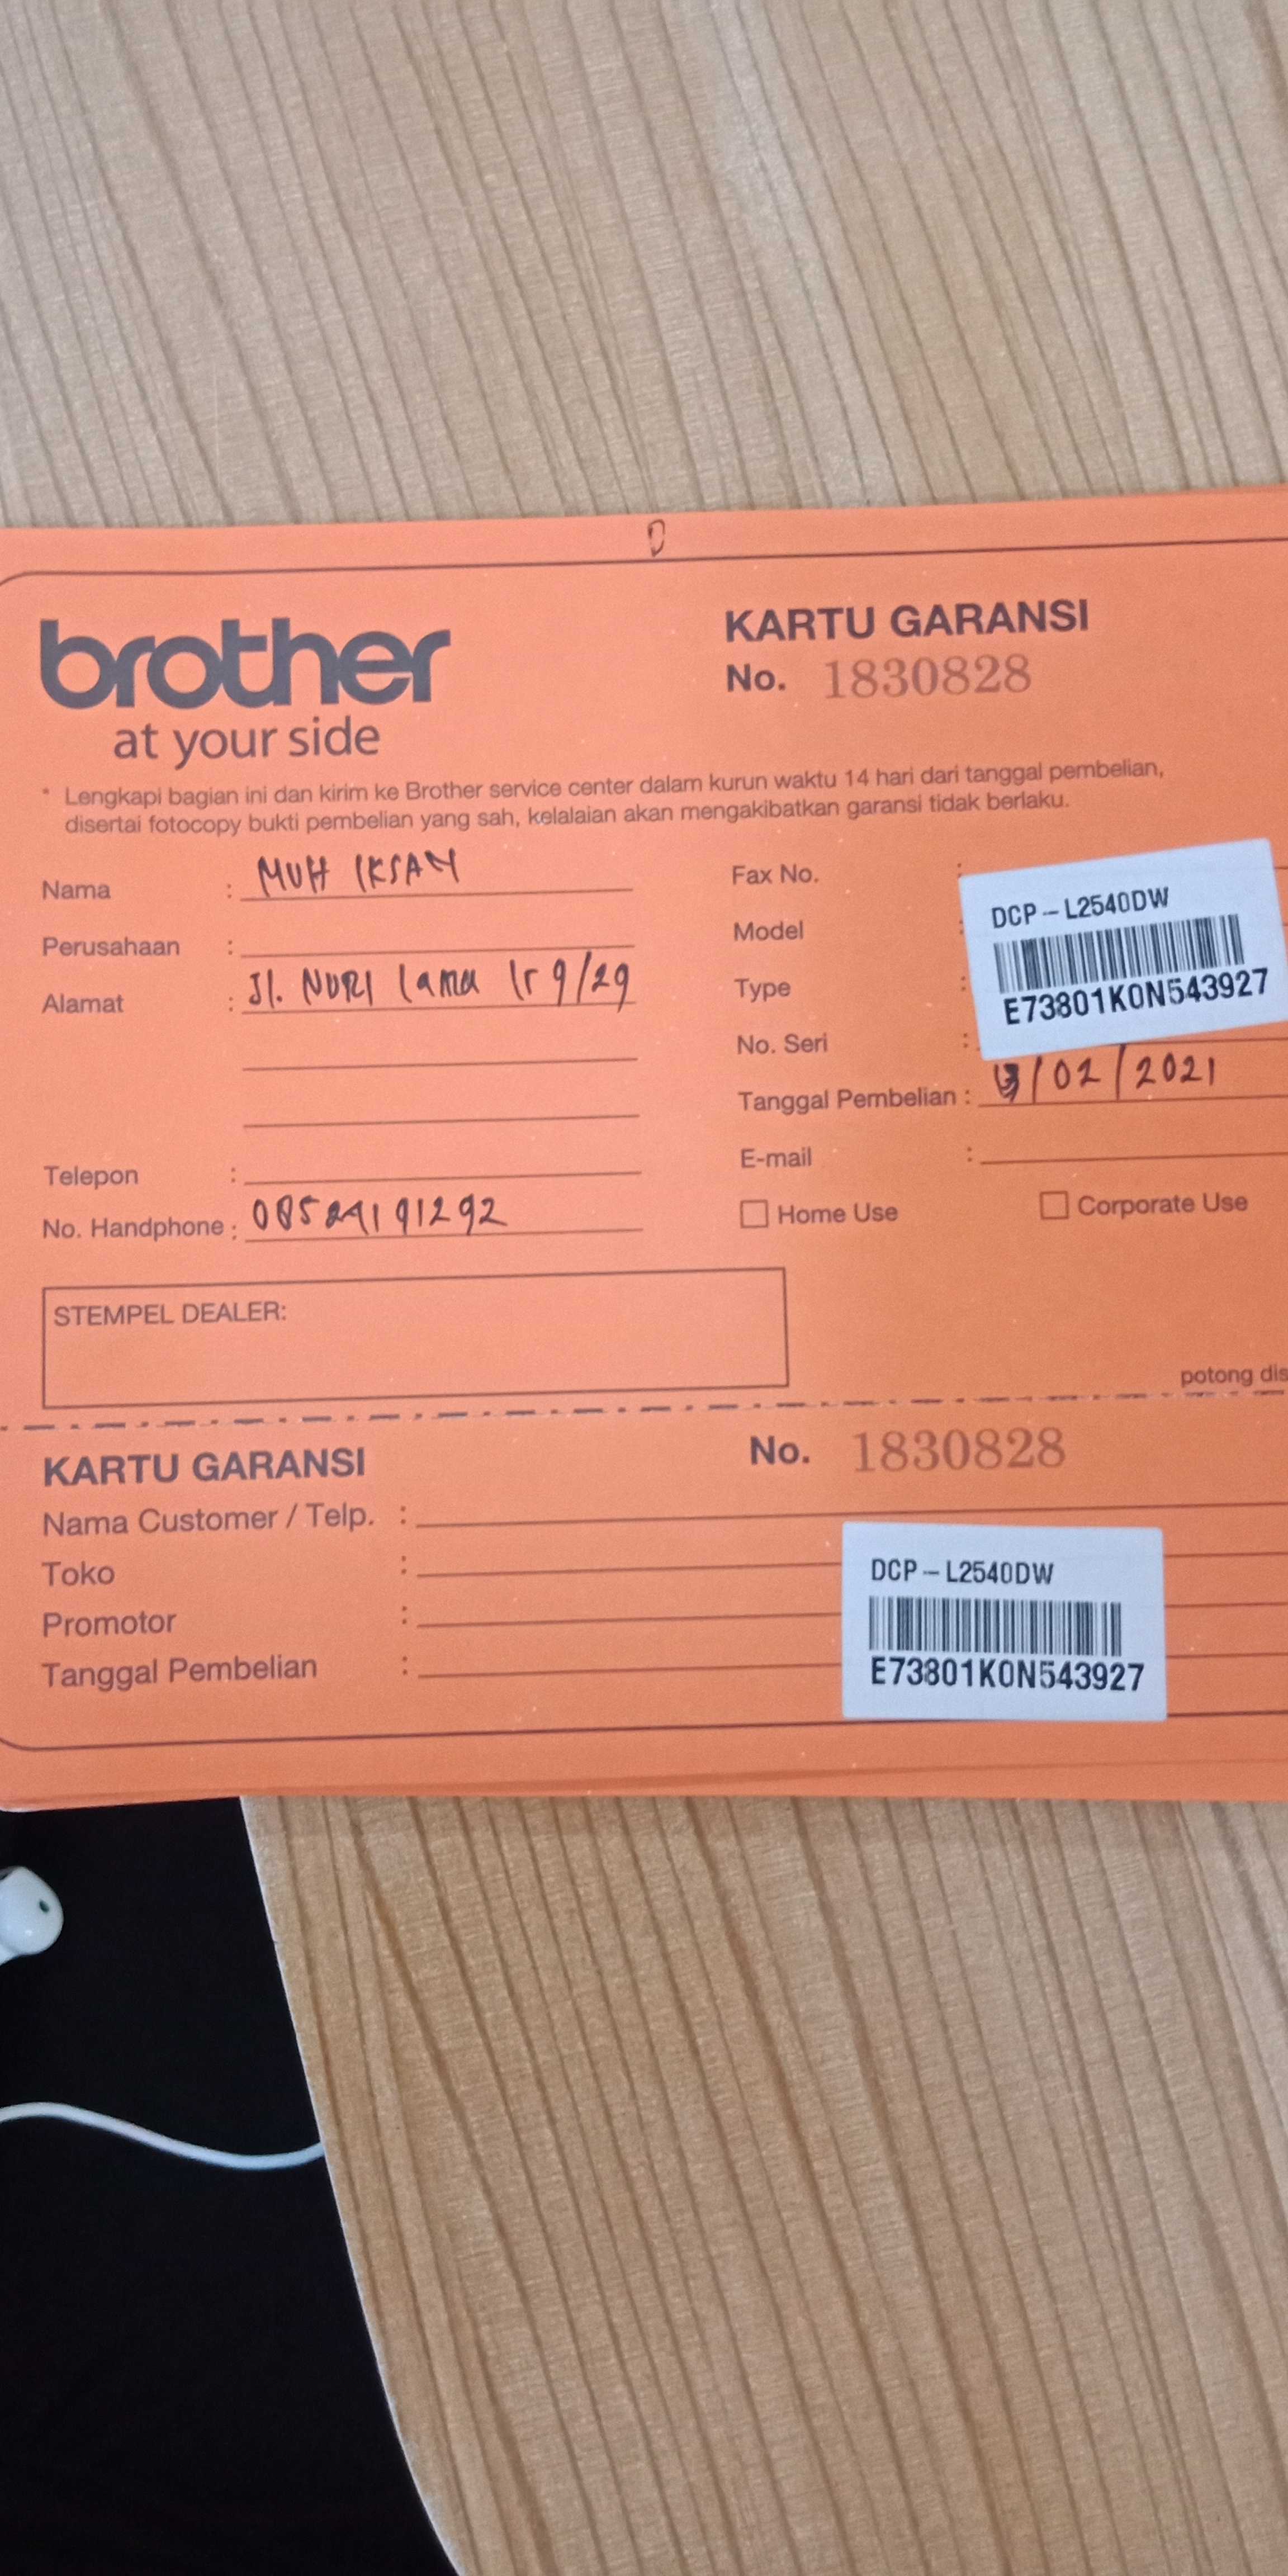 brother
at your side
KARTU GARANSI
No. 1830828
* Lengkapi bagian ini dan kirim ke Brother service center dalam kurun waktu 14 hari dari tanggal pembelian,
disertai fotocopy bukti pembelian yang sah, kelalaian akan mengakibatkan garansi tidak berlaku.
Nama : MUH IKSAN
Perusahaan :
Alamat : Jl. NURI lama lr 9/29
Telepon :
No. Handphone :
Fax No. :
Model :
Type :
No. Seri :
DCP-L2540DW
E73801K0N543927
Tanggal Pembelian : /02/2021
E-mail :
Home Use
Corporate Use
STEMPEL DEALER:
potong dis
KARTU GARANSI
No. 1830828
Nama Customer / Telp. :
Toko :
Promotor :
Tanggal Pembelian :
DCP-L2540DW
E73801K0N543927